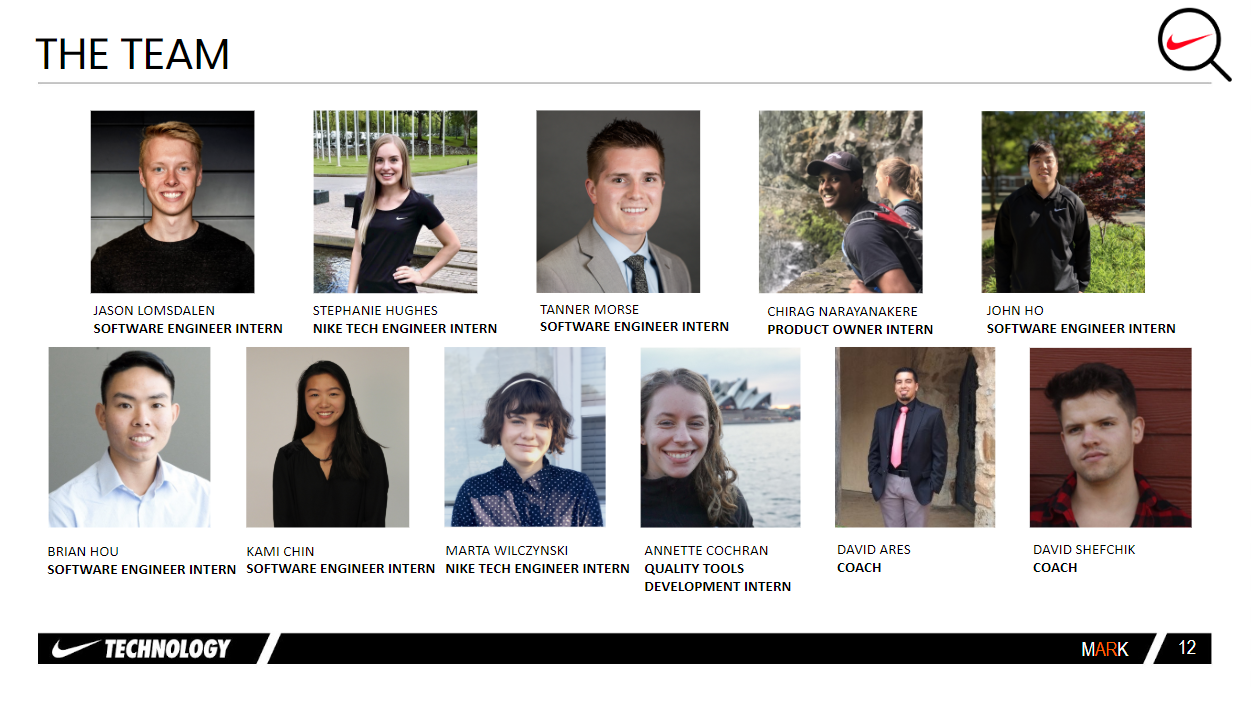 THE TEAM
JASON LOMSDALEN
SOFTWARE ENGINEER INTERN
STEPHANIE HUGHES
NIKE TECH ENGINEER INTERN
TANNER MORSE
SOFTWARE ENGINEER INTERN
CHIRAG NARAYANAKERE
PRODUCT OWNER INTERN
JOHN HO
SOFTWARE ENGINEER INTERN
BRIAN HOU
SOFTWARE ENGINEER INTERN
KAMI CHIN
SOFTWARE ENGINEER INTERN
MARTA WILCZYNSKI
NIKE TECH ENGINEER INTERN
ANNETTE COCHRAN
QUALITY TOOLS
DEVELOPMENT INTERN
DAVID ARES
COACH
DAVID SHEFCHIK
COACH
TECHNOLOGY
MARK
12